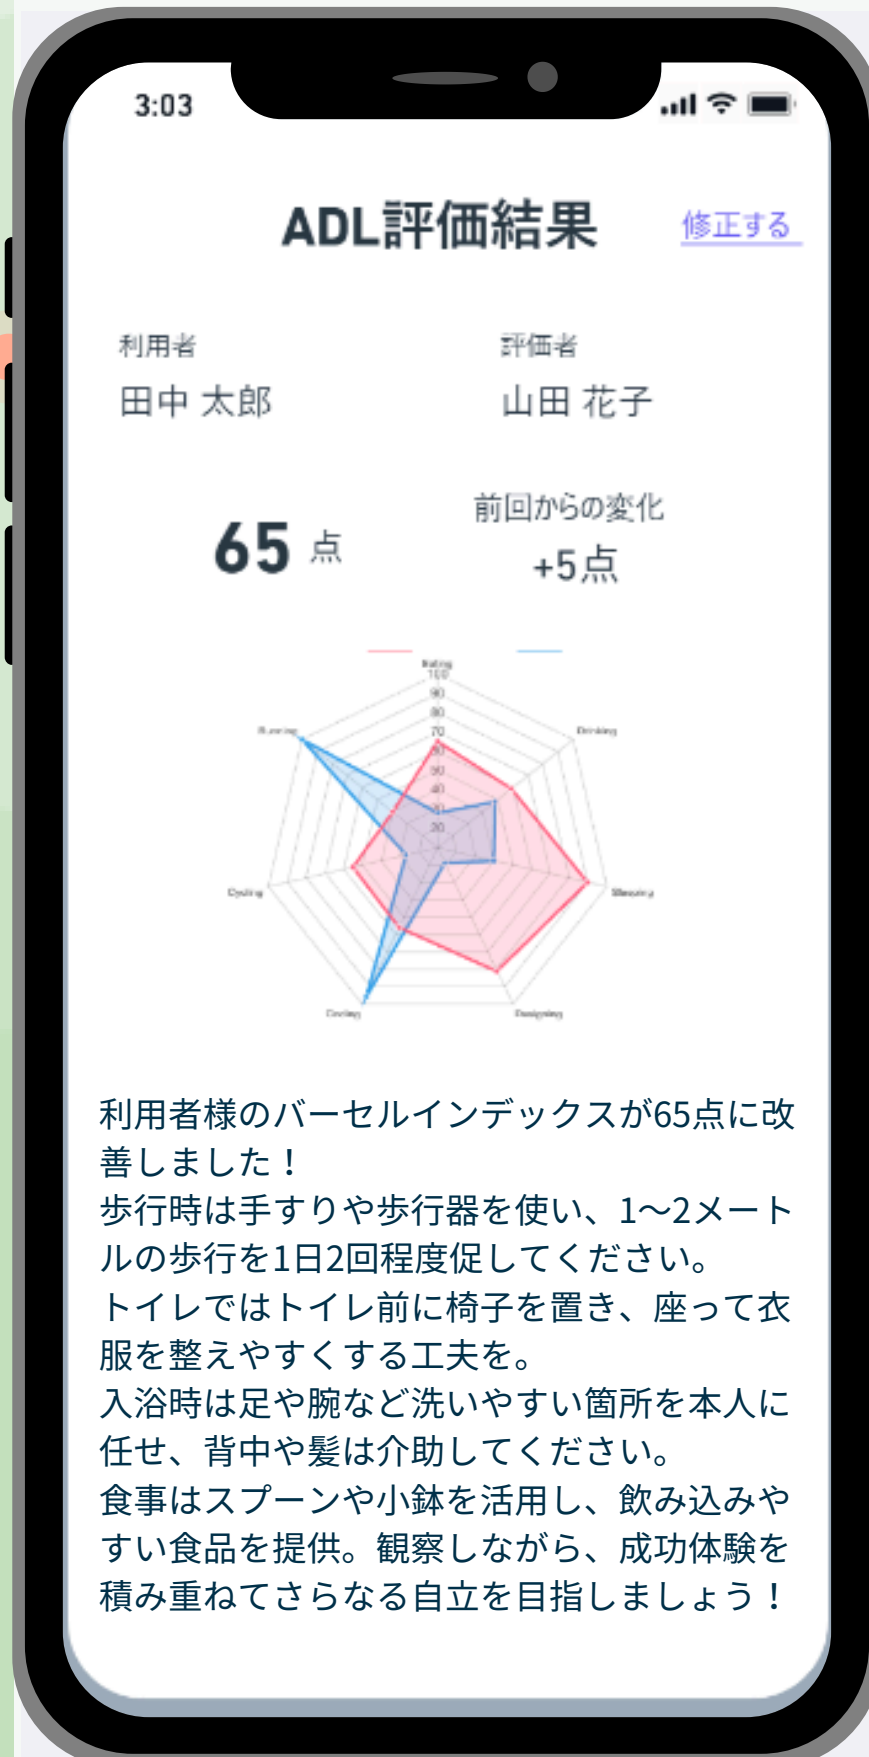 3:03
ADL評価結果
修正する
利用者
評価者
田中 太郎
山田 花子
前回からの変化
65 点
+5点
Eating
100
90
80
70
60
50
40
30
20
Running
Drinking
Cycling
Sleeping
Coding
Designing
利用者様のバーセルインデックスが65点に改
善しました！
歩行時は手すりや歩行器を使い、1〜2メート
ルの歩行を1日2回程度促してください。
トイレではトイレ前に椅子を置き、座って衣
服を整えやすくする工夫を。
入浴時は足や腕など洗いやすい箇所を本人に
任せ、背中や髪は介助してください。
食事はスプーンや小鉢を活用し、飲み込みや
すい食品を提供。観察しながら、成功体験を
積み重ねてさらなる自立を目指しましょう！